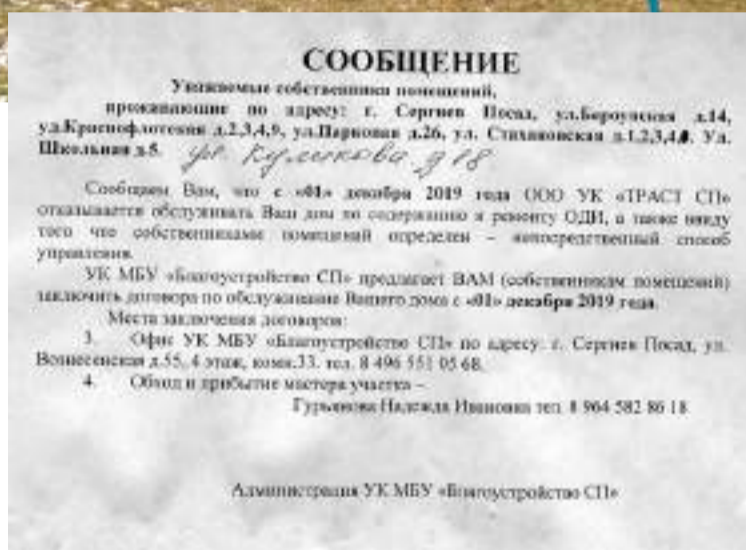 СООБЩЕНИЕ
Уважаемые собственники помещений,
проживающие по адресу: г. Сергиев Посад, ул. д.14,
ул.Краснофлотская д.2,3,4,9, ул.Парковая д.26, ул. Стахановская д.1,2,3,4. Ул.
Школьная д.8. ул. Куликова д 18
Сообщаем Вам, что с «01» декабря 2019 года ООО УК «ТРАСТ СП»
отказывается обслуживать Ваш дом по содержанию и ремонту ОДИ, а также ввиду
того что собственниками помещений определен – непосредственный способ
управления.
УК МБУ «Благоустройство СП» предлагает ВАМ (собственникам помещений)
заключить договора по обслуживанию Вашего дома с «01» декабря 2019 года.
Места заключения договоров:
3. Офис УК МБУ «Благоустройство СП» по адресу: г. Сергиев Посад, ул.
Вознесенская д.55, 4 этаж, комн.33. тел. 8 496 551 05 68.
4. Обход и прибытие мастера участка –
Гурьянова Надежда Ивановна тел. 8 964 582 86 18
Администрация УК МБУ «Благоустройство СП»